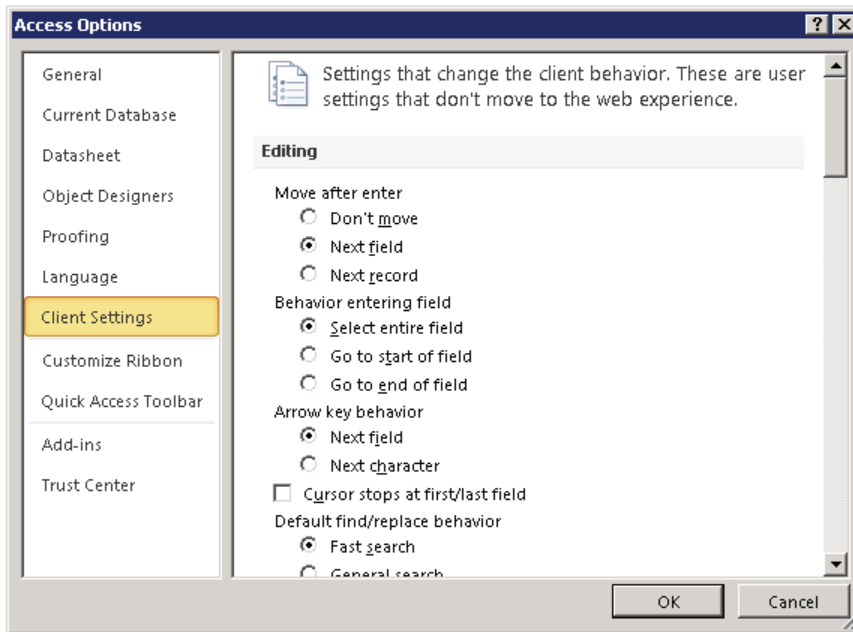 Access Options
General
Current Database
Datasheet
Object Designers
Proofing
Language
Client Settings
Customize Ribbon
Quick Access Toolbar
Add-ins
Trust Center
Settings that change the client behavior. These are user
settings that don't move to the web experience.
Editing
Move after enter
Don't move
Next field
Next record
Behavior entering field
Select entire field
Go to start of field
Go to end of field
Arrow key behavior
Next field
Next character
Cursor stops at first/last field
Default find/replace behavior
Fast search
General search
OK
Cancel